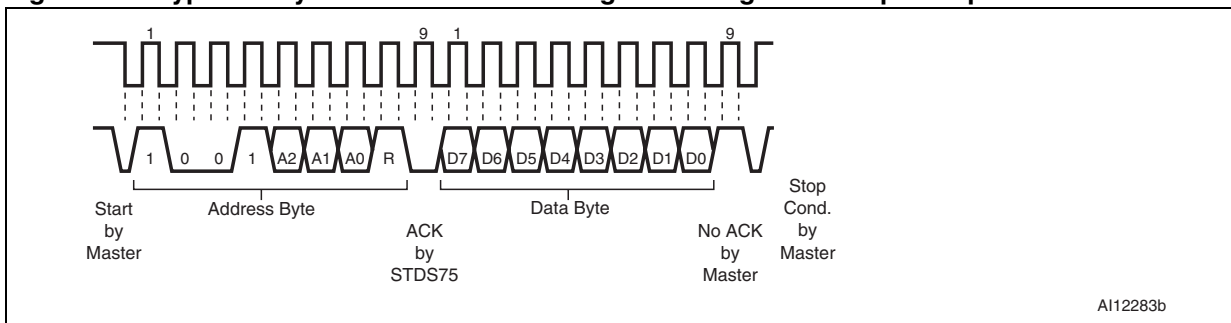 1 9 1 9
1 0 0 1 A2 A1 A0 R D7 D6 D5 D4 D3 D2 D1 D0
Start
by
Master
Address Byte
ACK
by
STDS75
Data Byte
No ACK
by
Master
Stop
Cond.
by
Master
AI12283b